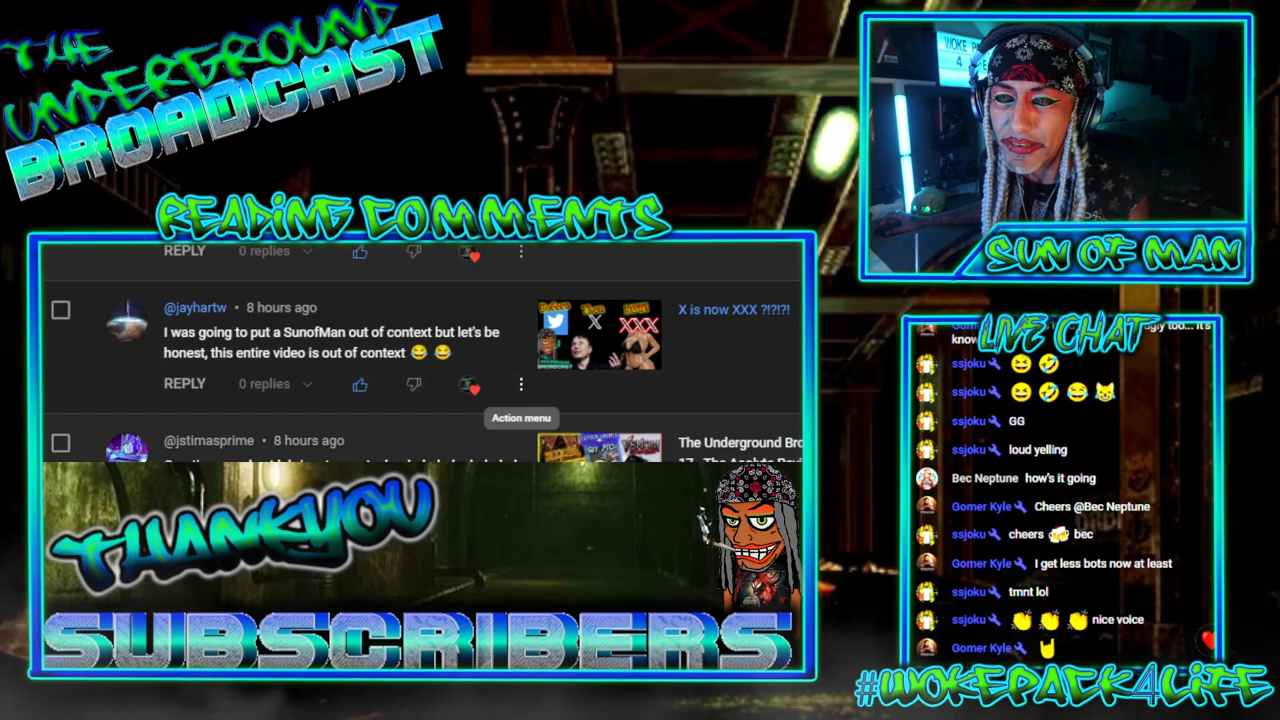 THE
UNDERGROUND
BROADCAST
READING COMMENTS
REPLY 0 replies
@jayhartw • 8 hours ago
I was going to put a SunofMan out of context but let's be
honest, this entire video is out of context 😂 😂
X is now XXX ?!?!?!
X
XXX
REPLY 0 replies
Action menu
@jstimasprime • 8 hours ago
The Underground Bro
THANKYOU
SUBSCRIBERS
WOKE
4
SUN OF MAN
LIVE CHAT
ssjoku 😆 🤣
ssjoku 😆 🤣 😂 😹
ssjoku GG
ssjoku loud yelling
Bec Neptune how's it going
Gomer Kyle Cheers @Bec Neptune
ssjoku cheers 🍻 bec
Gomer Kyle I get less bots now at least
ssjoku tmnt lol
ssjoku 👏 👏 👏 nice voice
Gomer Kyle 🤘
#WOKEPACK4LIFE